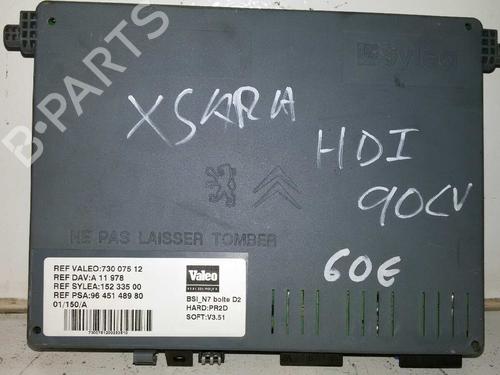 B-PARTS
Sylea
XSARA
HDI
90CV
60€
NE PAS LAISSER TOMBER
REF VALEO:730 075 12
REF DAV:A 11 978
REF SYLEA:152 335 00
REF PSA:96 451 489 80
01/150/A
Valeo
BSI_N7 boite D2
HARD:PR2D
SOFT:V3.51